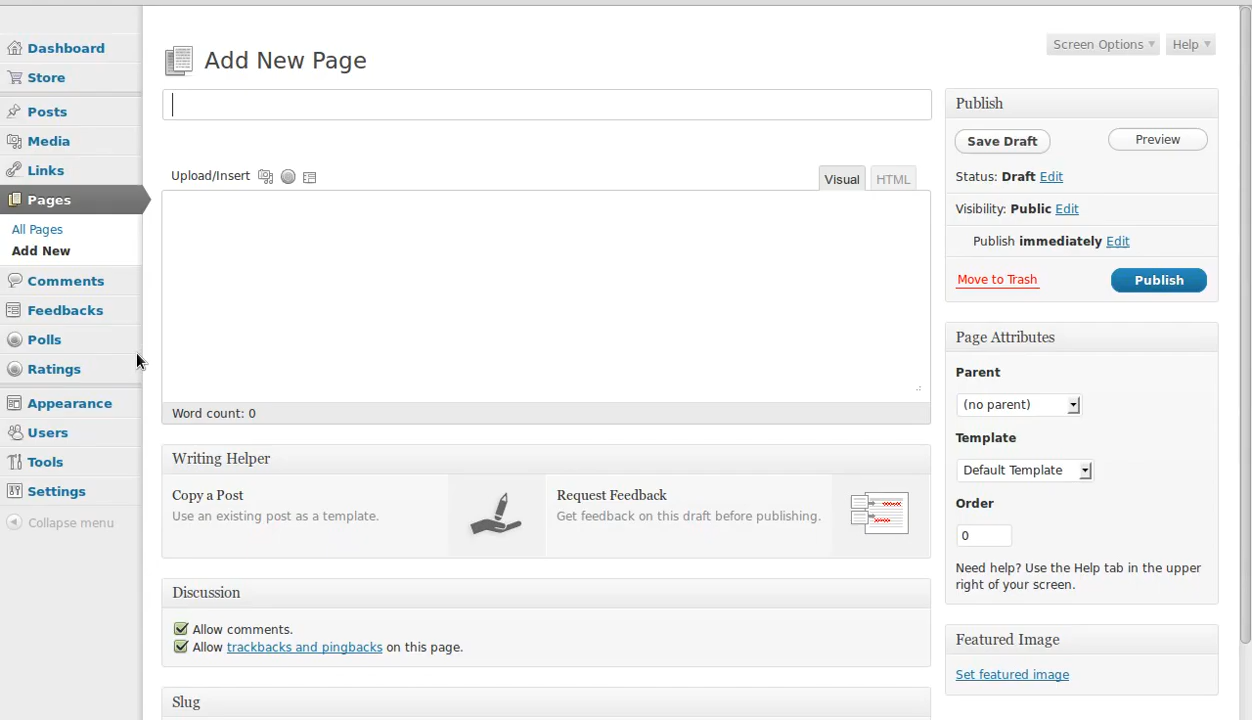 Dashboard
Store
Posts
Media
Links
Pages
All Pages
Add New
Comments
Feedbacks
Polls
Ratings
Appearance
Users
Tools
Settings
Collapse menu
Screen Options
Help
Add New Page
Upload/Insert
Visual
HTML
Word count: 0
Writing Helper
Copy a Post
Use an existing post as a template.
Request Feedback
Get feedback on this draft before publishing.
Discussion
Allow comments.
Allow trackbacks and pingbacks on this page.
Slug
Publish
Save Draft
Preview
Status: Draft Edit
Visibility: Public Edit
Publish immediately Edit
Move to Trash
Publish
Page Attributes
Parent
(no parent)
Template
Default Template
Order
0
Need help? Use the Help tab in the upper
right of your screen.
Featured Image
Set featured image